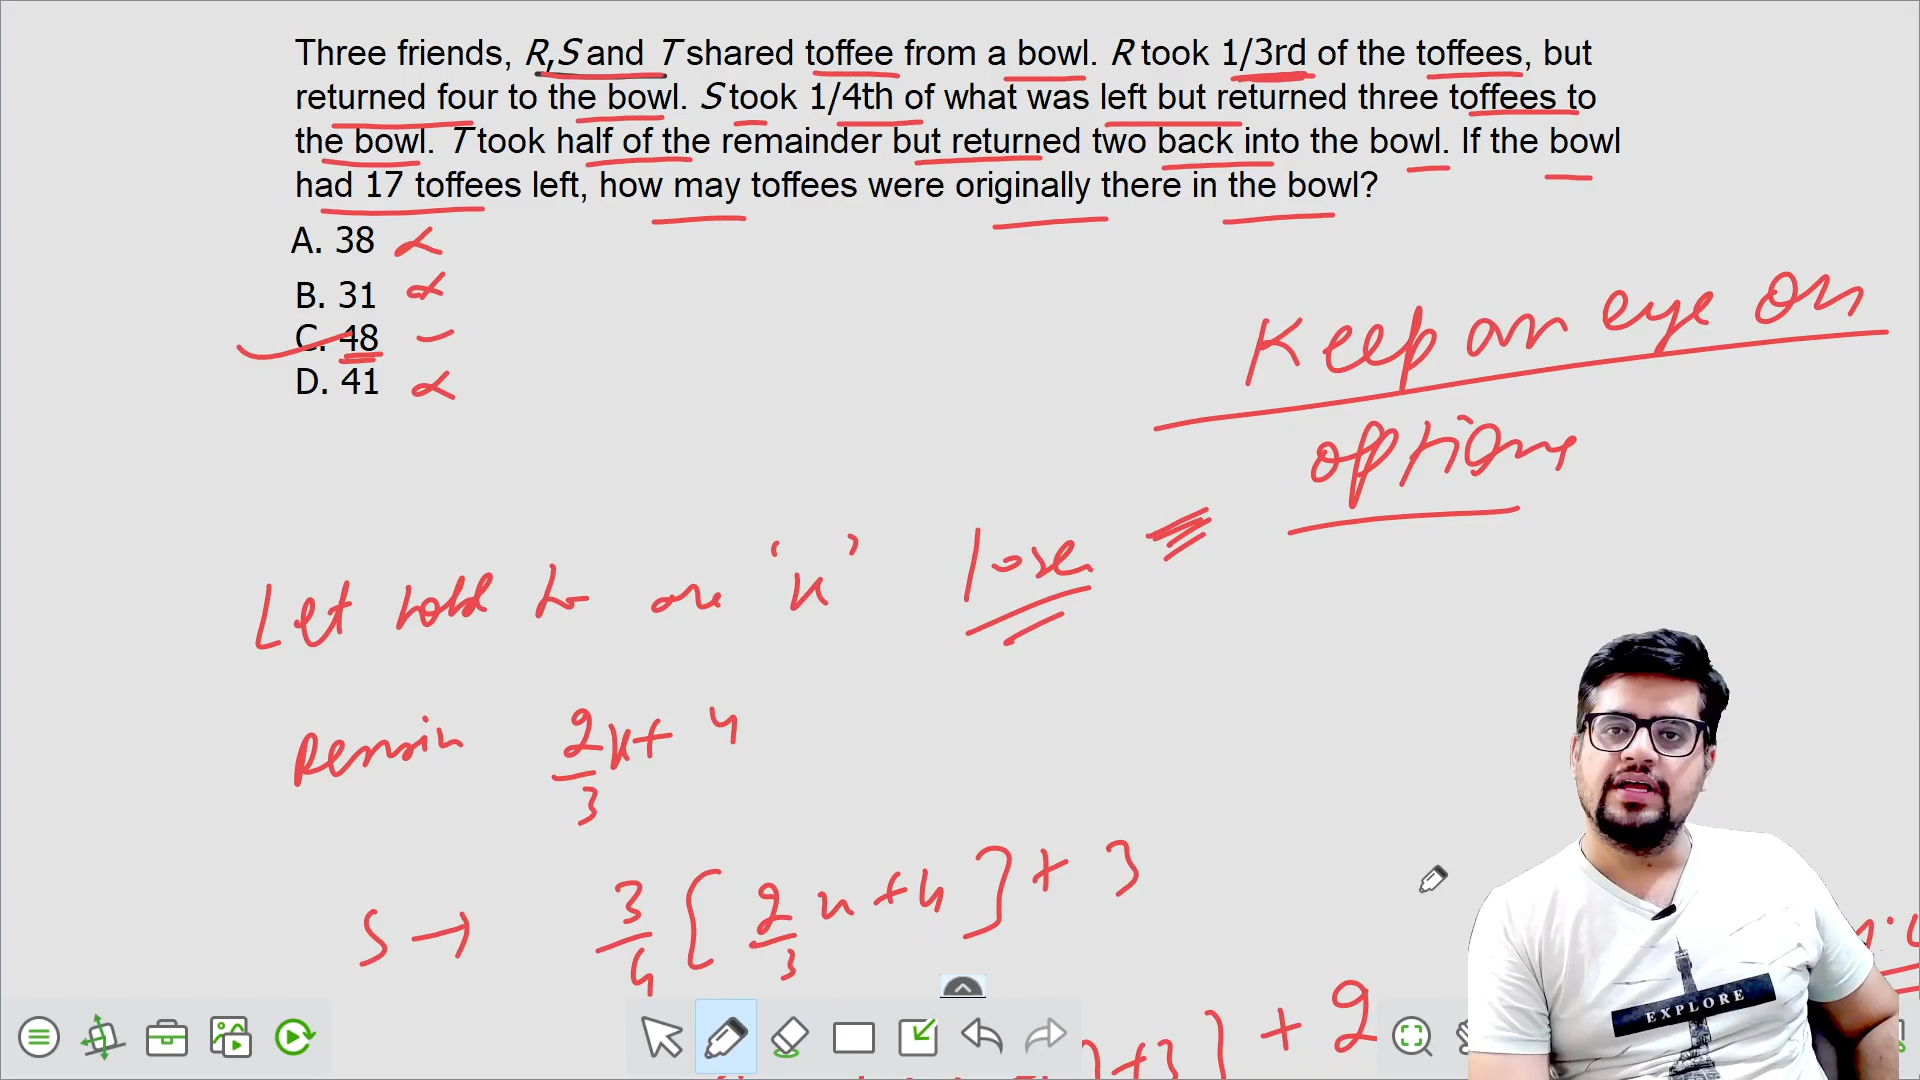 Three friends, R,S and T shared toffee from a bowl. R took 1/3rd of the toffees, but
returned four to the bowl. S took 1/4th of what was left but returned three toffees to
the bowl. T took half of the remainder but returned two back into the bowl. If the bowl
had 17 toffees left, how may toffees were originally there in the bowl?
A. 38
B. 31
C. 48
D. 41
Keep an eye on
options
Let are 'x'
Remain 2/3 x + 4
S → 3/4 [ 2/3 x + 4 ] + 3
+3 ] + 2
EXPLORE